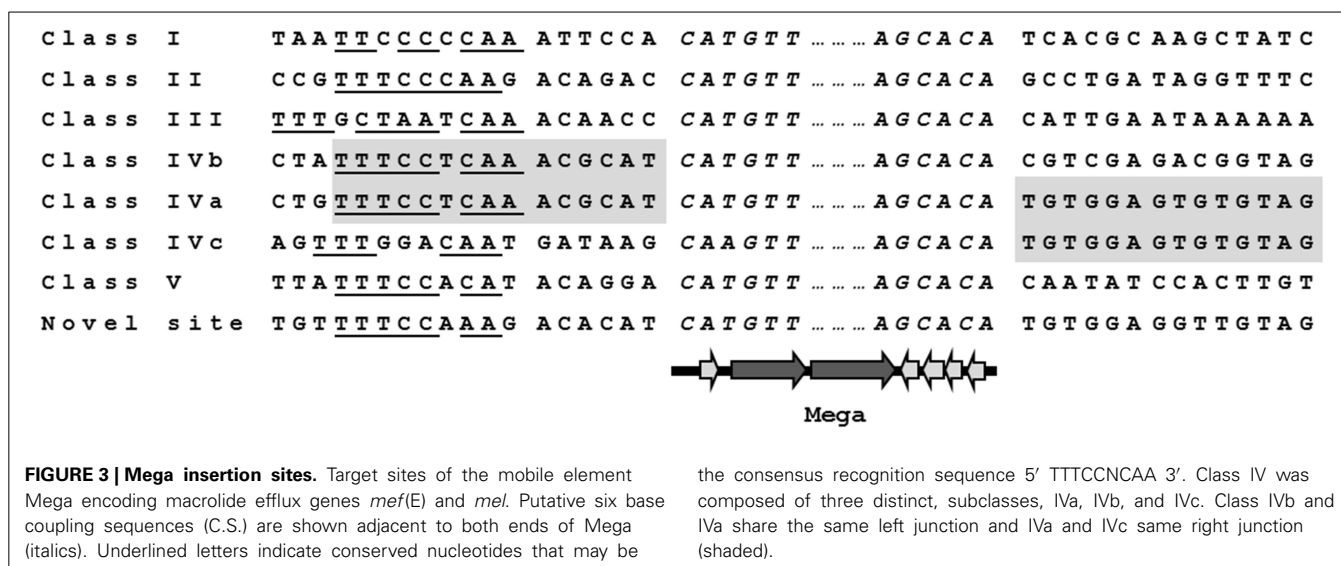 Class I TAATTCCCCCAA ATTCCA CATGTT ... ... ... AGCACA TCACGCAAGCTATC
Class II CCGTTTCCCAAG ACAGAC CATGTT ... ... ... AGCACA GCCTGATAGGTTTC
Class III TTTGCTAATCAA ACAACC CATGTT ... ... ... AGCACA CATTGAATAAAAAA
Class IVb CTATTTCCTCAA ACGCAT CATGTT ... ... ... AGCACA CGTCGAGACGGTAG
Class IVa CTGTTTCCTCAA ACGCAT CATGTT ... ... ... AGCACA TGTGGAGTGTGTAG
Class IVc AGTTTGGACAAT GATAAG CAAGTT ... ... ... AGCACA TGTGGAGTGTGTAG
Class V TTATTTCCACAT ACAGGA CATGTT ... ... ... AGCACA CAATATCCACTTGT
Novel site TGTTTTCCAAAG ACACAT CATGTT ... ... ... AGCACA TGTGGAGGTTGTAG
Mega
FIGURE 3 | Mega insertion sites. Target sites of the mobile element
Mega encoding macrolide efflux genes mef(E) and mel. Putative six base
coupling sequences (C.S.) are shown adjacent to both ends of Mega
(italics). Underlined letters indicate conserved nucleotides that may be
the consensus recognition sequence 5′ TTTCCNCAA 3′. Class IV was
composed of three distinct, subclasses, IVa, IVb, and IVc. Class IVb and
IVa share the same left junction and IVa and IVc same right junction
(shaded).